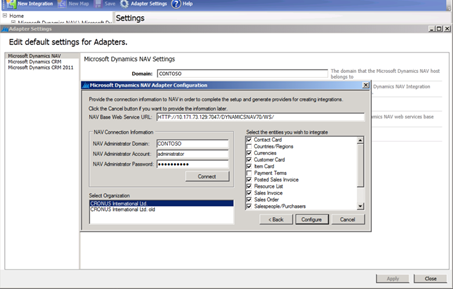 New Integration New Map Save Adapter Settings Help
Home
Settings
Adapter Settings
Edit default settings for Adapters.
Microsoft Dynamics NAV
Microsoft Dynamics CRM
Microsoft Dynamics CRM 2011
Microsoft Dynamics NAV Settings
Domain: CONTOSO
The domain that the Microsoft Dynamics NAV host
belongs to
Microsoft Dynamics NAV Adapter Configuration
Provide the connection information to NAV in order to complete the setup and generate providers for creating integrations.
Click the Cancel button if you want to provide the information later.
NAV Base Web Service URL: HTTP://10.171.73.129:7047/DYNAMICSNAV70/WS/
NAV Connection Information
NAV Administrator Domain: CONTOSO
NAV Administrator Account: administrator
NAV Administrator Password:
Connect
Select Organization
CRONUS International Ltd.
CRONUS International Ltd. old
Select the entities you wish to integrate
Contact Card
Countries/Regions
Currencies
Customer Card
Item Card
Payment Terms
Posted Sales Invoice
Resource List
Sales Invoice
Sales Order
Salespeople/Purchasers
< Back Configure Cancel
Dynamics NAV Integration
mics NAV web services base
Apply Close